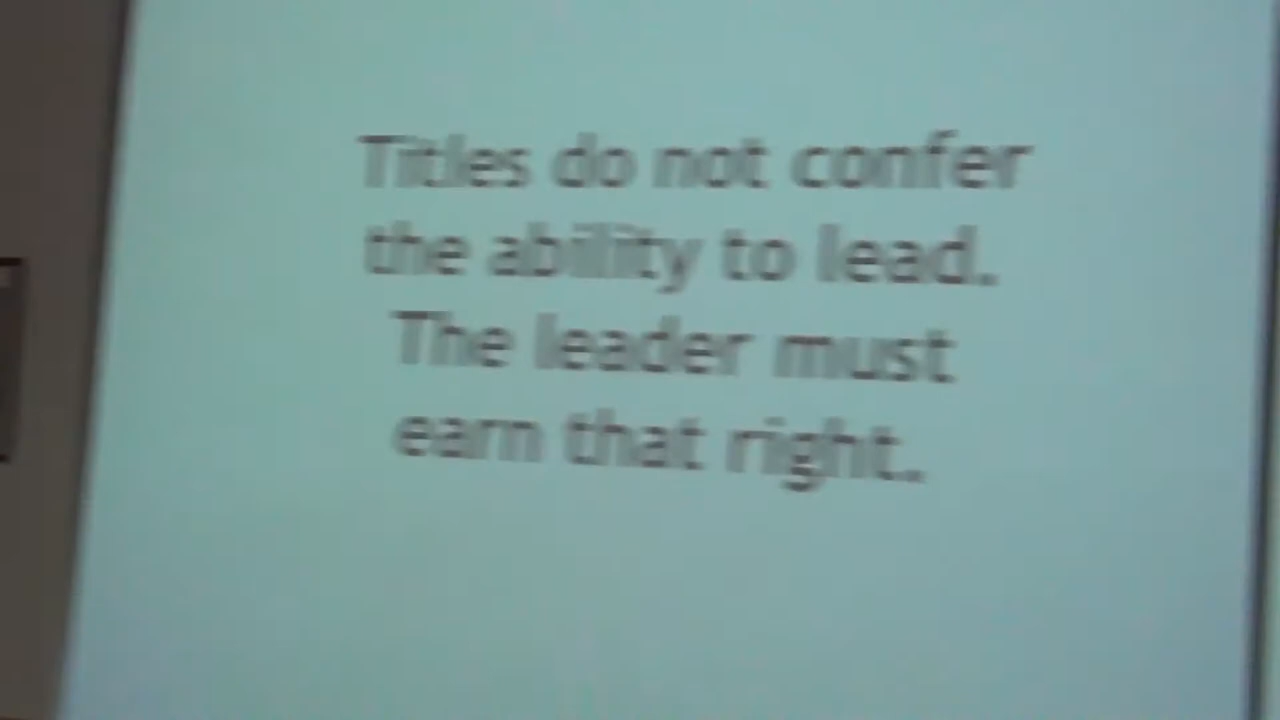 Titles do not confer
the ability to lead.
The leader must
earn that right.